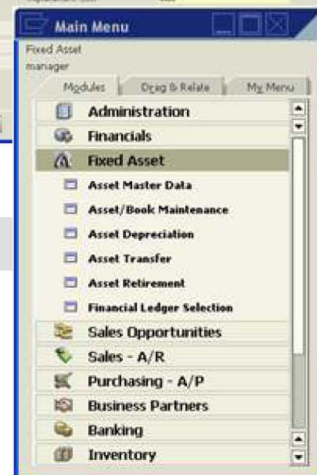 Main Menu
Fixed Asset
manager
Modules Drag & Relate My Menu
Administration
Financials
Fixed Asset
Asset Master Data
Asset/Book Maintenance
Asset Depreciation
Asset Transfer
Asset Retirement
Financial Ledger Selection
Sales Opportunities
Sales - A/R
Purchasing - A/P
Business Partners
Banking
Inventory